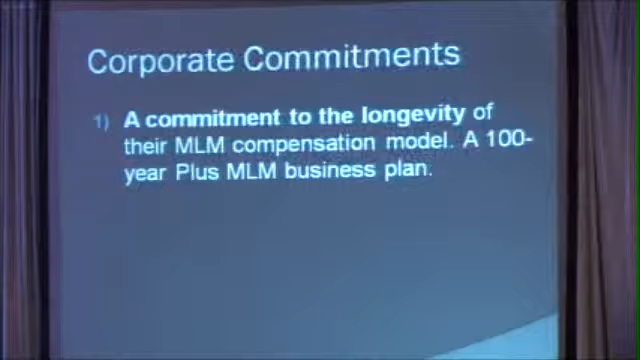 Corporate Commitments
1) A commitment to the longevity of
their MLM compensation model. A 100-
year Plus MLM business plan.